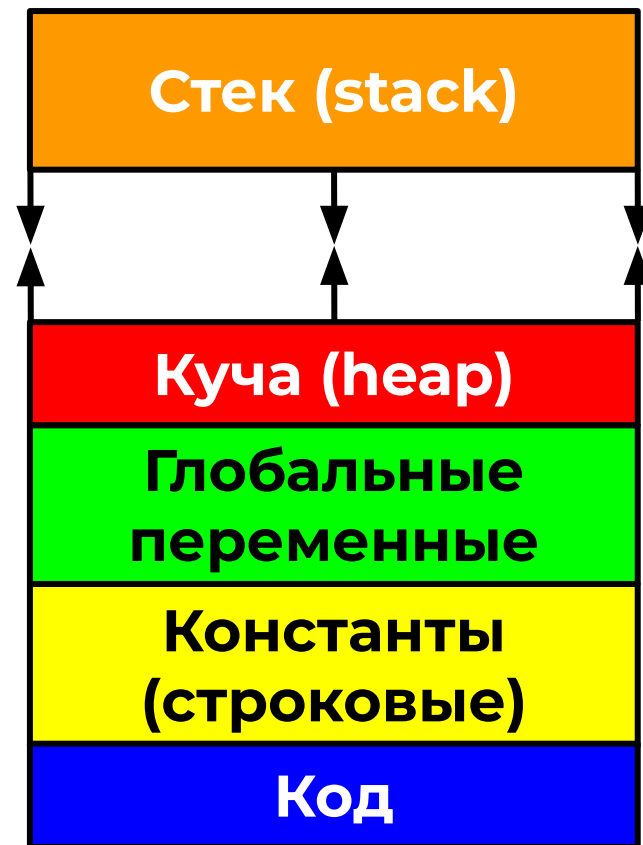 Стек (stack)
Куча (heap)
Глобальные
переменные
Константы
(строковые)
Код